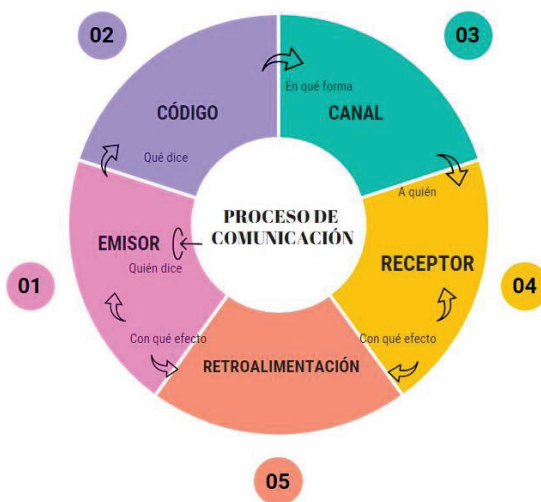 02
03
En qué forma
CÓDIGO
CANAL
Qué dice
A quién
PROCESO DE
COMUNICACIÓN
EMISOR
Quién dice
RECEPTOR
01
04
Con qué efecto
Con qué efecto
RETROALIMENTACIÓN
05